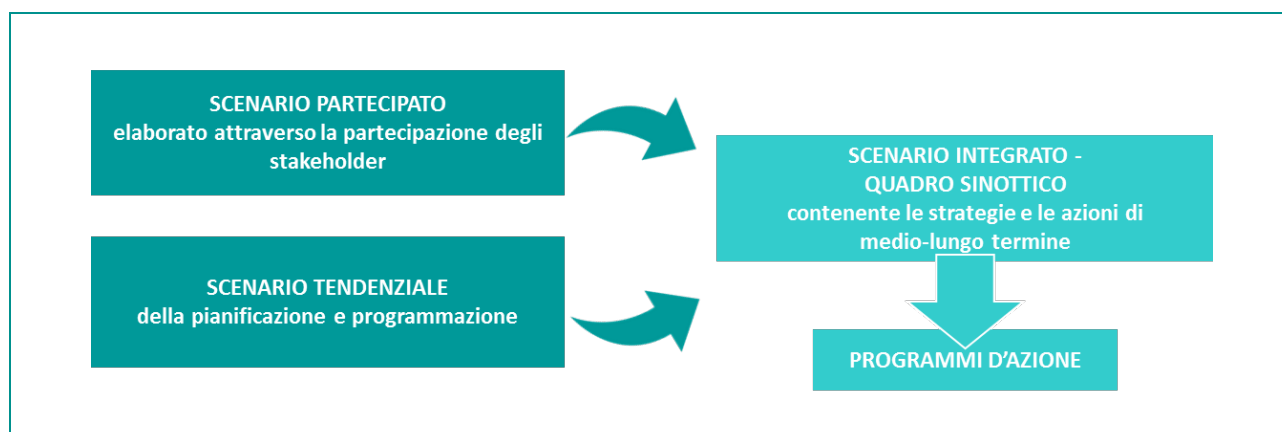 SCENARIO PARTECIPATO
elaborato attraverso la partecipazione degli
stakeholder
SCENARIO TENDENZIALE
della pianificazione e programmazione
SCENARIO INTEGRATO -
QUADRO SINOTTICO
contenente le strategie e le azioni di
medio-lungo termine
PROGRAMMI D’AZIONE